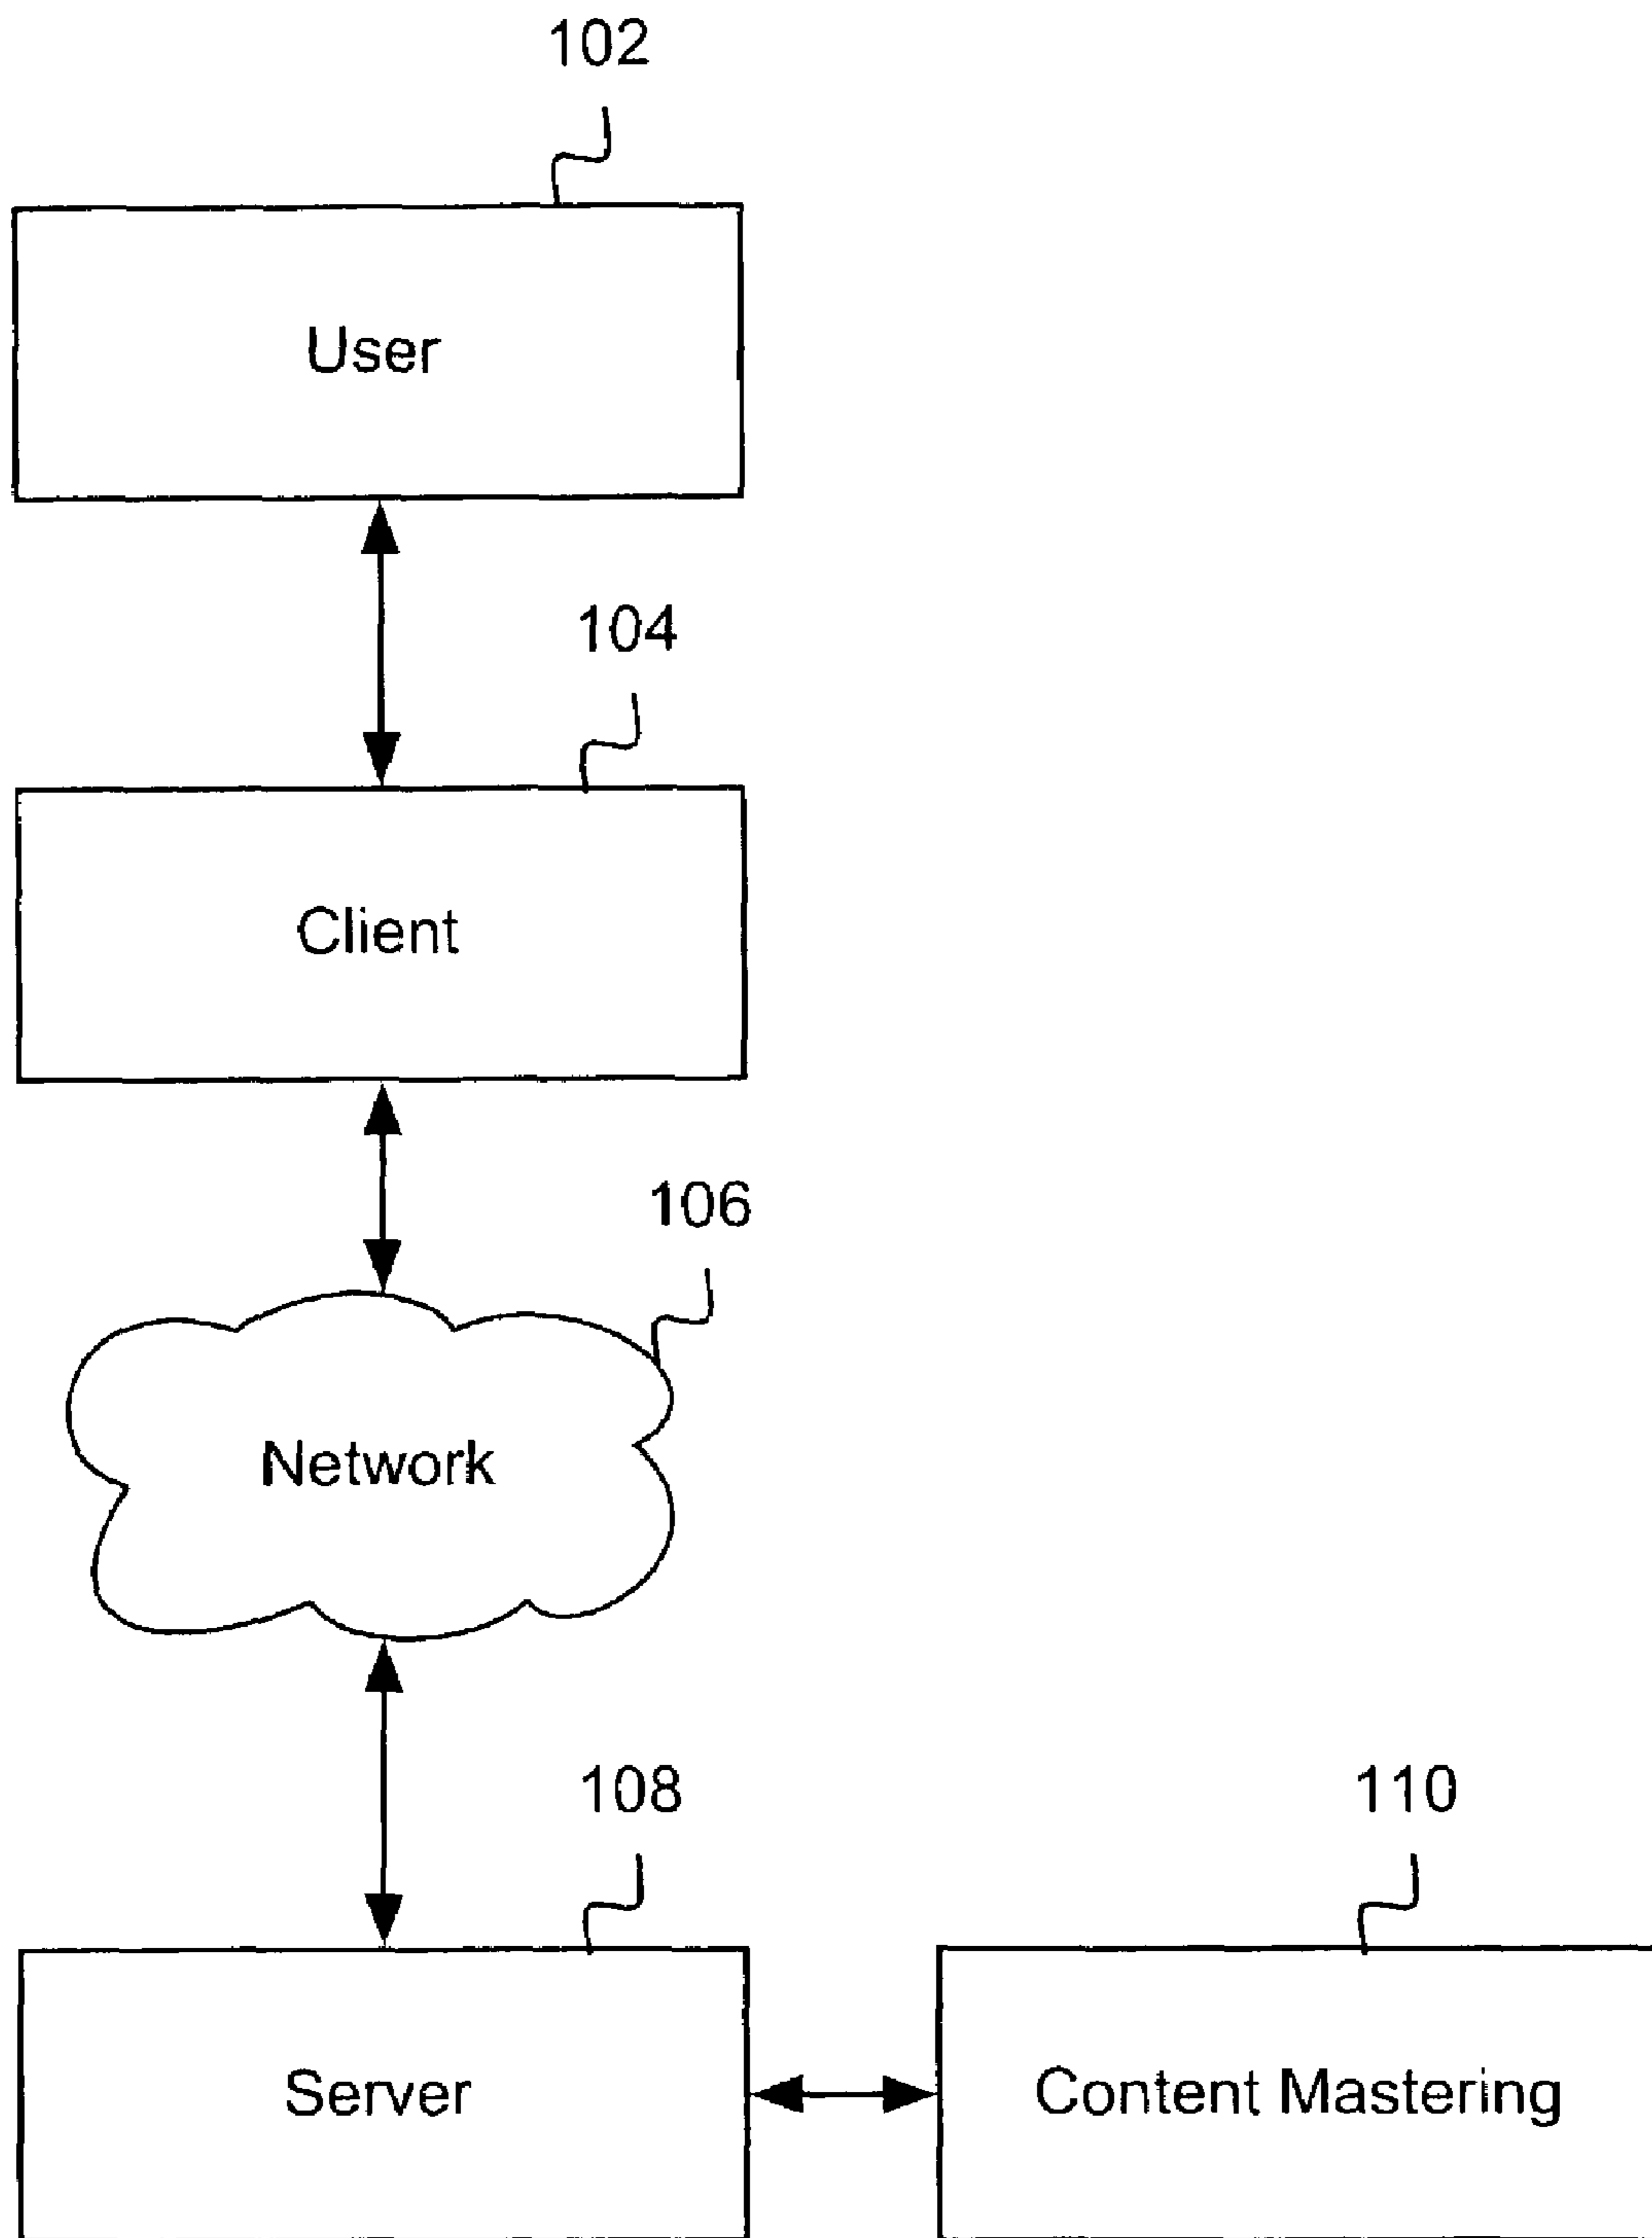 102
User
104
Client
106
Network
108
110
Server
Content Mastering